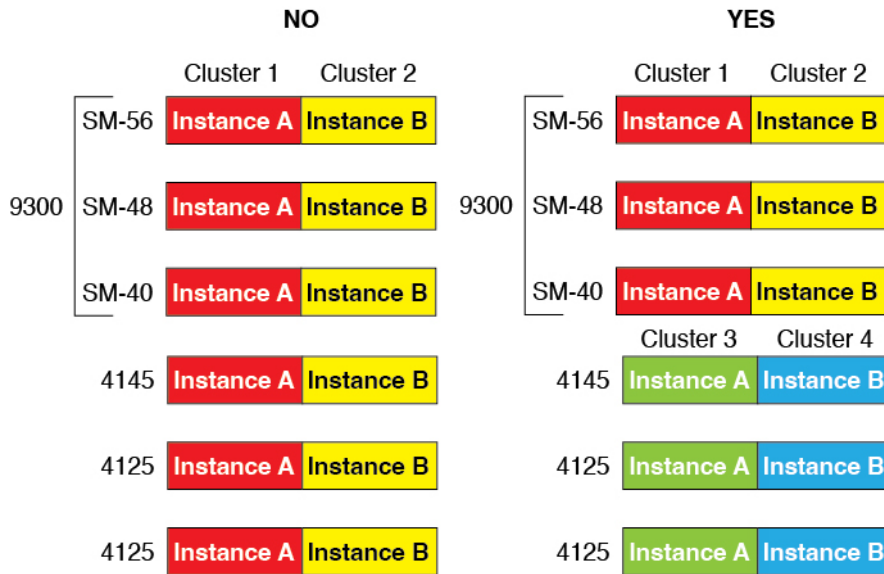 NO
Cluster 1 Cluster 2
SM-56 Instance A Instance B
9300 SM-48 Instance A Instance B
SM-40 Instance A Instance B
4145 Instance A Instance B
4125 Instance A Instance B
4125 Instance A Instance B
YES
Cluster 1 Cluster 2
SM-56 Instance A Instance B
9300 SM-48 Instance A Instance B
SM-40 Instance A Instance B
Cluster 3 Cluster 4
4145 Instance A Instance B
4125 Instance A Instance B
4125 Instance A Instance B